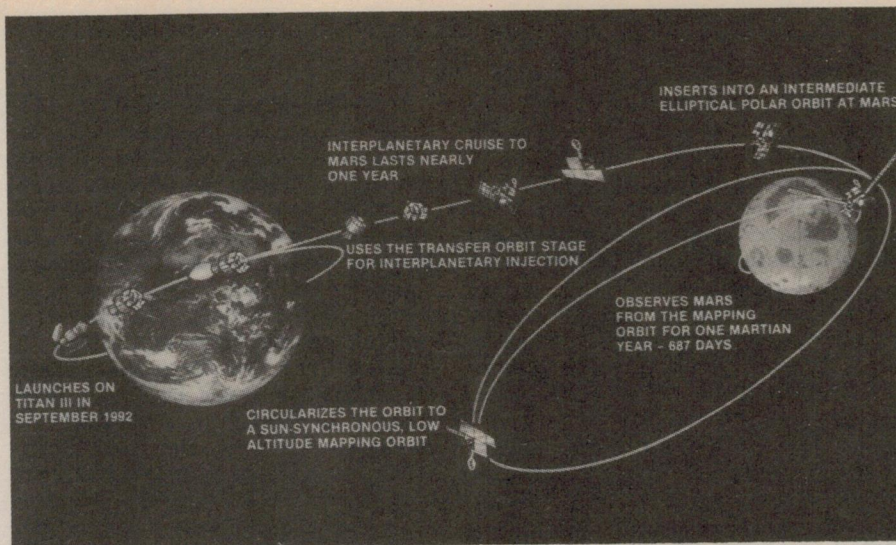 INSERTS INTO AN INTERMEDIATE
ELLIPTICAL POLAR ORBIT AT MARS
INTERPLANETARY CRUISE TO
MARS LASTS NEARLY
ONE YEAR
USES THE TRANSFER ORBIT STAGE
FOR INTERPLANETARY INJECTION
OBSERVES MARS
FROM THE MAPPING
ORBIT FOR ONE MARTIAN
YEAR – 687 DAYS
LAUNCHES ON
TITAN III IN
SEPTEMBER 1992
CIRCULARIZES THE ORBIT TO
A SUN-SYNCHRONOUS, LOW
ALTITUDE MAPPING ORBIT